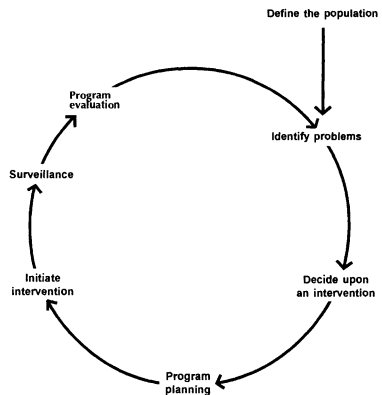 Define the population
Identify problems
Decide upon
an intervention
Program
planning
Initiate
intervention
Surveillance
Program
evaluation